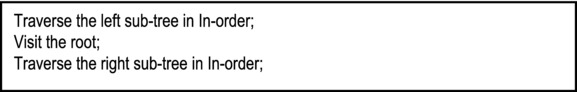 Traverse the left sub-tree in In-order;
Visit the root;
Traverse the right sub-tree in In-order;